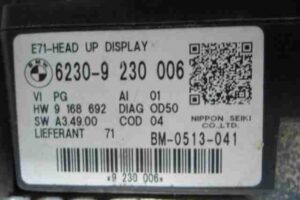 E71-HEAD UP DISPLAY
BMW
6230-9 230 006
VI PG AI 01
HW 9 168 692 DIAG OD50
SW A3.49.00 COD 04
LIEFERANT 71
NIPPON SEIKI
CO.,LTD.
BM-0513-041
*9 230 006*